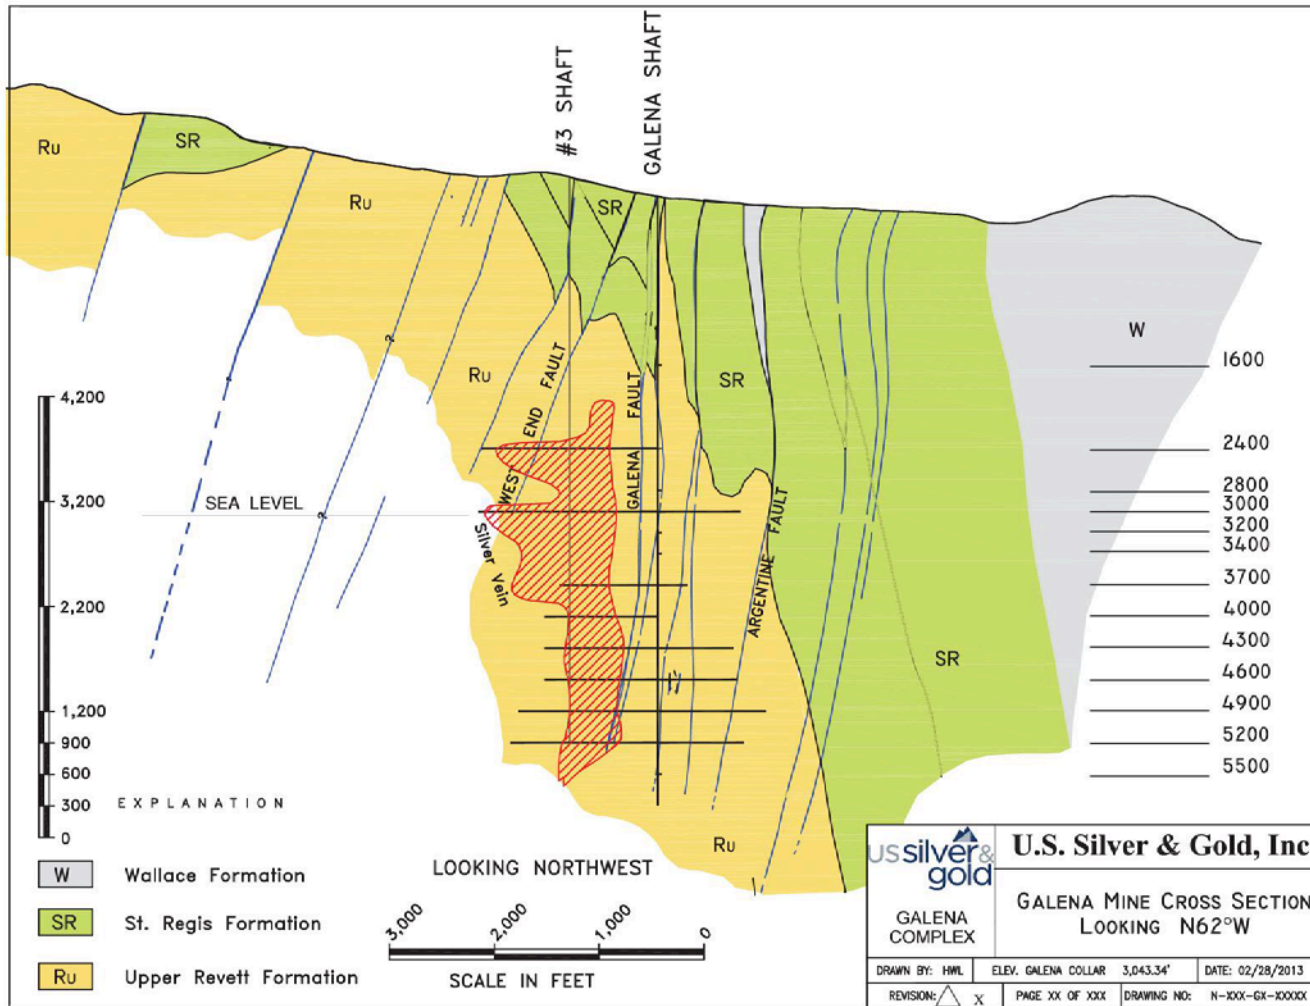 #3 SHAFT
GALENA SHAFT
Ru
SR
Ru
SR
W
1600
Ru
WEST END FAULT
GALENA FAULT
SR
4,200
2400
2800
3,200
3000
SEA LEVEL
?
?
3200
3400
Silver Vein
ARGENTINE FAULT
3700
2,200
4000
4300
SR
4600
1,200
4900
900
5200
600
5500
300
0
EXPLANATION
Ru
W Wallace Formation
SR St. Regis Formation
Ru Upper Revett Formation
LOOKING NORTHWEST
3,000 2,000 1,000 0
SCALE IN FEET
US silver & gold
GALENA
COMPLEX
U.S. Silver & Gold, Inc
GALENA MINE CROSS SECTION
LOOKING N62°W
DRAWN BY: HWL ELEV. GALENA COLLAR 3,043.34' DATE: 02/28/2013
REVISION: X PAGE XX OF XXX DRAWING NO: N-XXX-GX-XXXXX